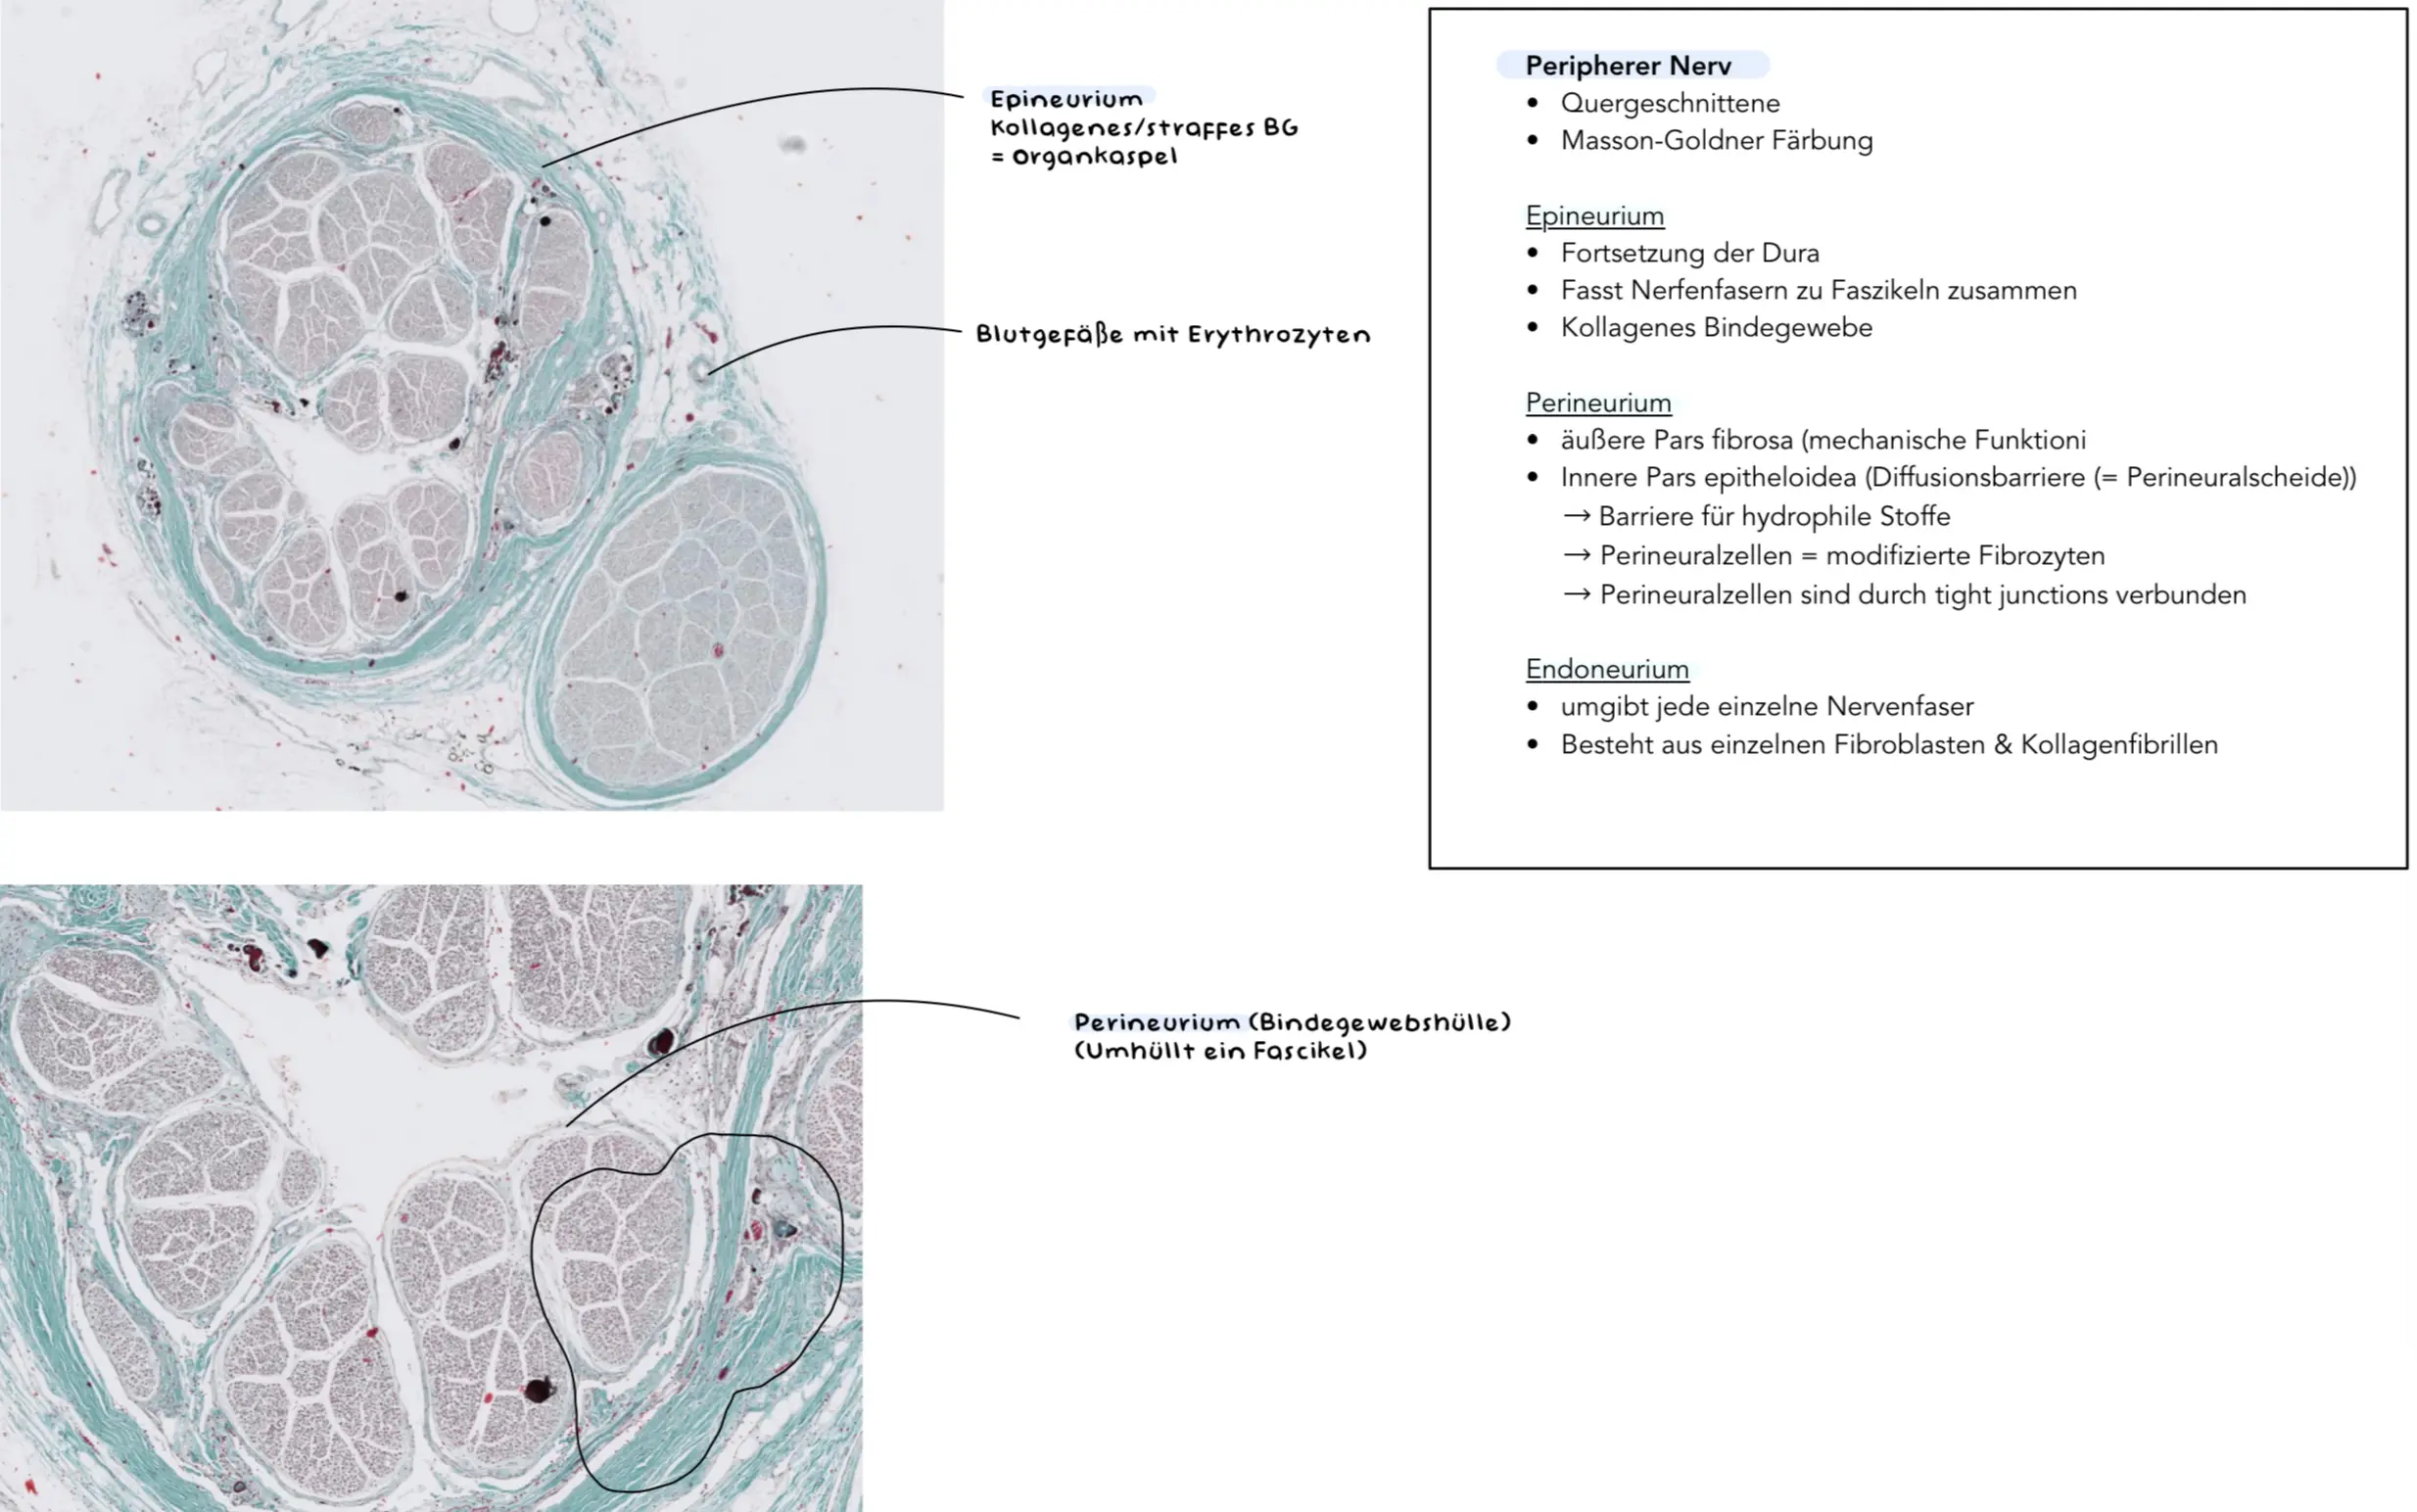 Epineurium
Kollagenes/straffes BG
= Organkaspel
Blutgefäße mit Erythrozyten
Peripherer Nerv
• Quergeschnittene
• Masson-Goldner Färbung
Epineurium
• Fortsetzung der Dura
• Fasst Nerfenfasern zu Faszikeln zusammen
• Kollagenes Bindegewebe
Perineurium
• äußere Pars fibrosa (mechanische Funktioni
• Innere Pars epitheloidea (Diffusionsbarriere (= Perineuralscheide))
→ Barriere für hydrophile Stoffe
→ Perineuralzellen = modifizierte Fibrozyten
→ Perineuralzellen sind durch tight junctions verbunden
Endoneurium
• umgibt jede einzelne Nervenfaser
• Besteht aus einzelnen Fibroblasten & Kollagenfibrillen
Perineurium (Bindegewebshülle)
(Umhüllt ein Fascikel)